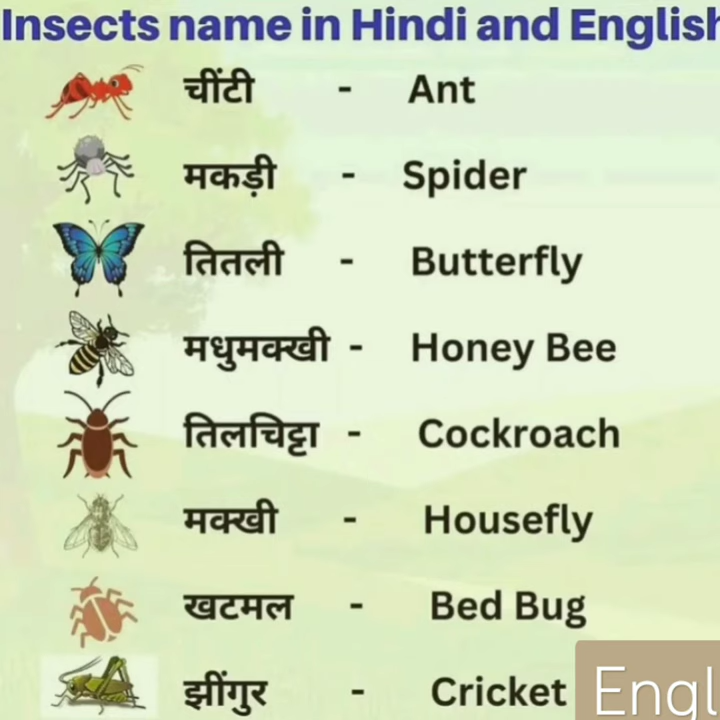 Insects name in Hindi and English
चींटी - Ant
मकड़ी - Spider
तितली - Butterfly
मधुमक्खी - Honey Bee
तिलचिट्टा - Cockroach
मक्खी - Housefly
खटमल - Bed Bug
झींगुर - Cricket
Engl